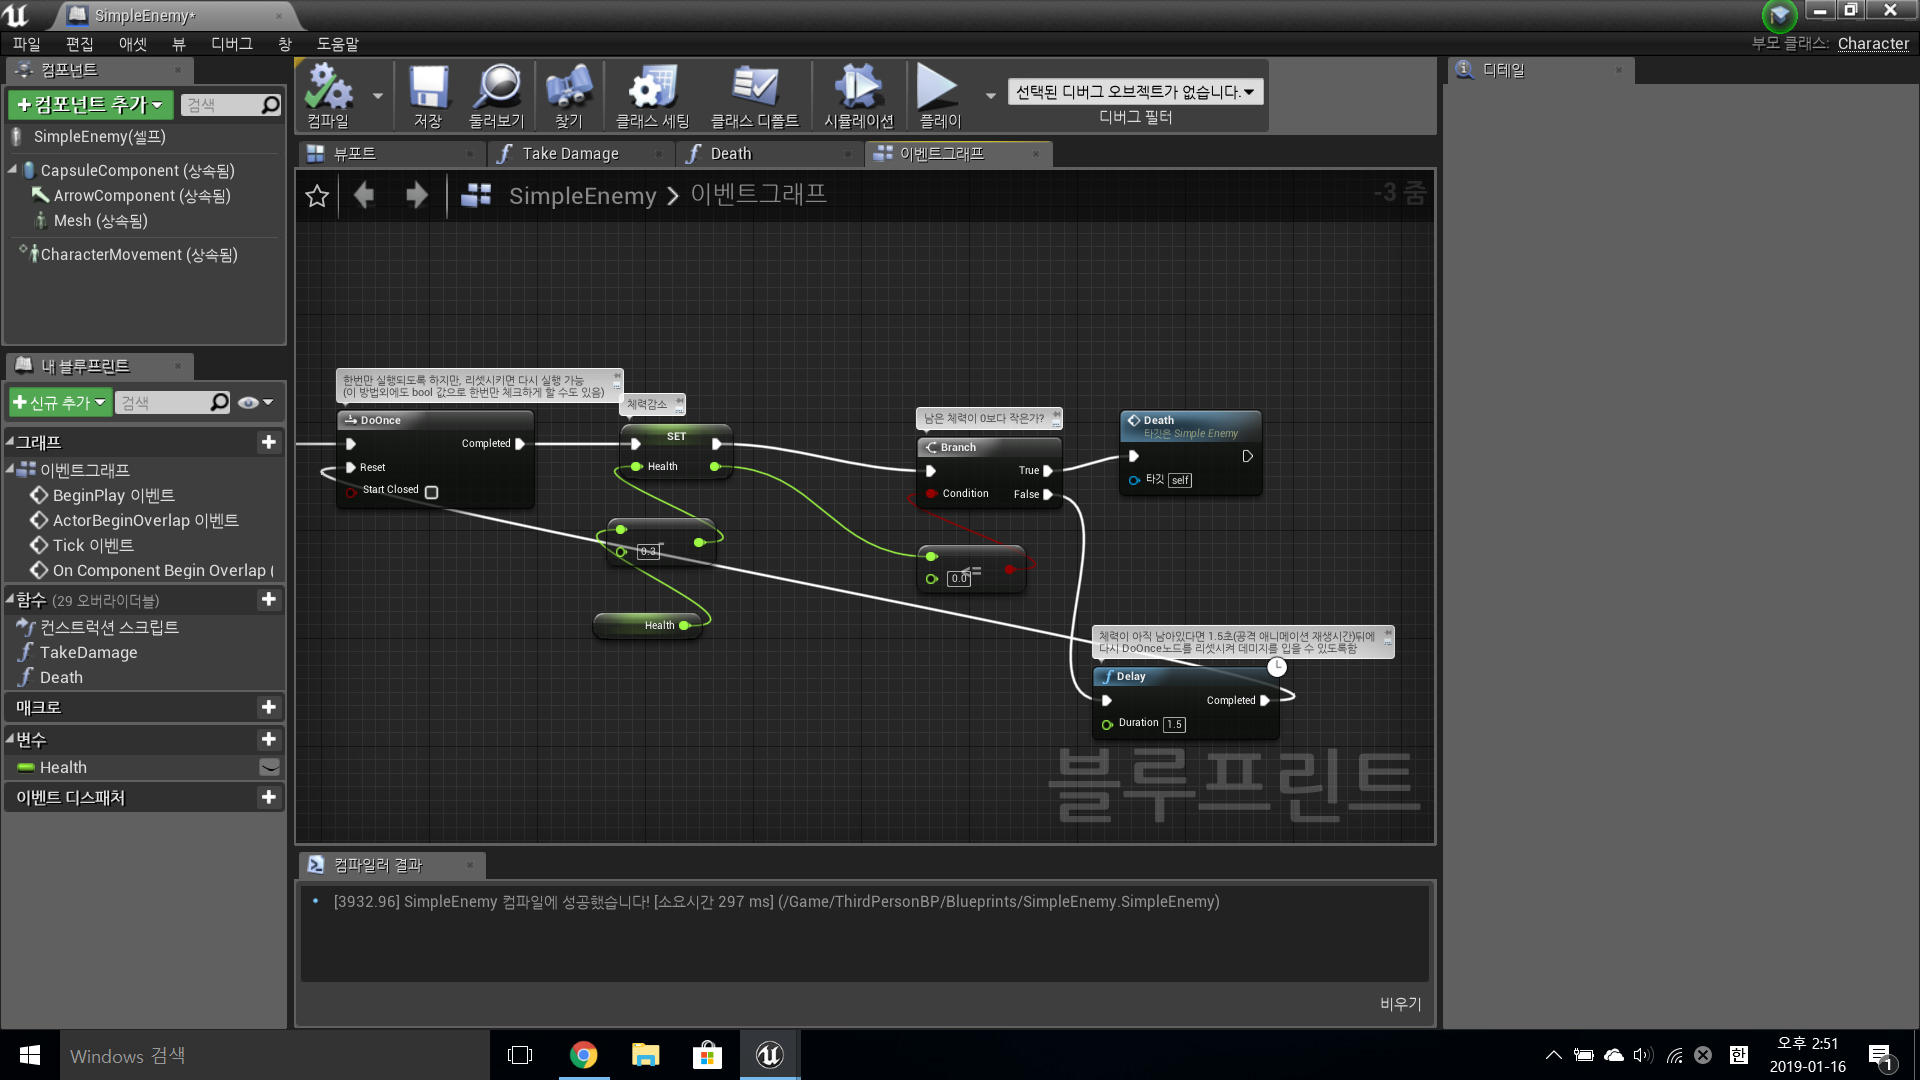 SimpleEnemy*
파일 편집 애셋 뷰 디버그 창 도움말
부모 클래스: Character
컴포넌트
컴포넌트 추가
검색
SimpleEnemy(셀프)
CapsuleComponent (상속됨)
ArrowComponent (상속됨)
Mesh (상속됨)
CharacterMovement (상속됨)
컴파일
저장
둘러보기
찾기
클래스 세팅
클래스 디폴트
시뮬레이션
플레이
선택된 디버그 오브젝트가 없습니다.
디버그 필터
디테일
뷰포트
Take Damage
Death
이벤트그래프
SimpleEnemy > 이벤트그래프
-3 줌
내 블루프린트
신규 추가
검색
그래프
이벤트그래프
BeginPlay 이벤트
ActorBeginOverlap 이벤트
Tick 이벤트
On Component Begin Overlap (
함수 (29 오버라이더블)
컨스트럭션 스크립트
TakeDamage
Death
매크로
변수
Health
이벤트 디스패처
한번만 실행되도록 하지만, 리셋시키면 다시 실행 가능
(이 방법외에도 bool 값으로 한번만 체크하게 할 수도 있음)
DoOnce
Completed
Reset
Start Closed
체력감소
SET
Health
-
0.3
Health
남은 체력이 0보다 작은가?
Branch
True
Condition
False
<=
0.0
Death
타깃은 Simple Enemy
타깃 self
체력이 아직 남아있다면 1.5초(공격 애니메이션 재생시간)뒤에
다시 DoOnce노드를 리셋시켜 데미지를 입을 수 있도록함
Delay
Completed
Duration 1.5
블루프린트
컴파일러 결과
[3932.96] SimpleEnemy 컴파일에 성공했습니다! [소요시간 297 ms] (/Game/ThirdPersonBP/Blueprints/SimpleEnemy.SimpleEnemy)
비우기
Windows 검색
한
오후 2:51
2019-01-16
1